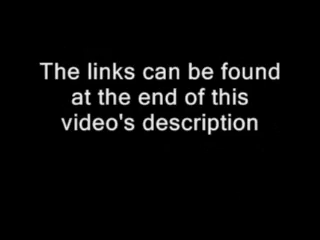 The links can be found
at the end of this
video's description